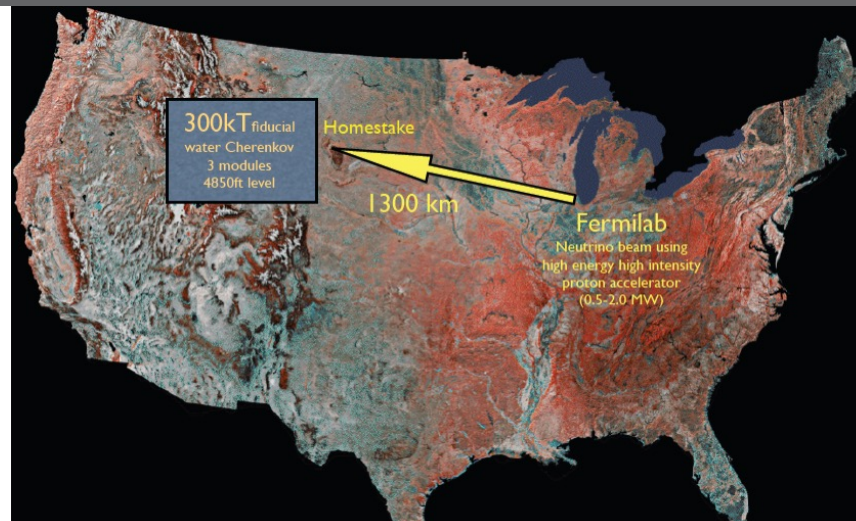 300kT fiducial
water Cherenkov
3 modules
4850ft level
Homestake
1300 km
Fermilab
Neutrino beam using
high energy high intensity
proton accelerator
(0.5-2.0 MW)